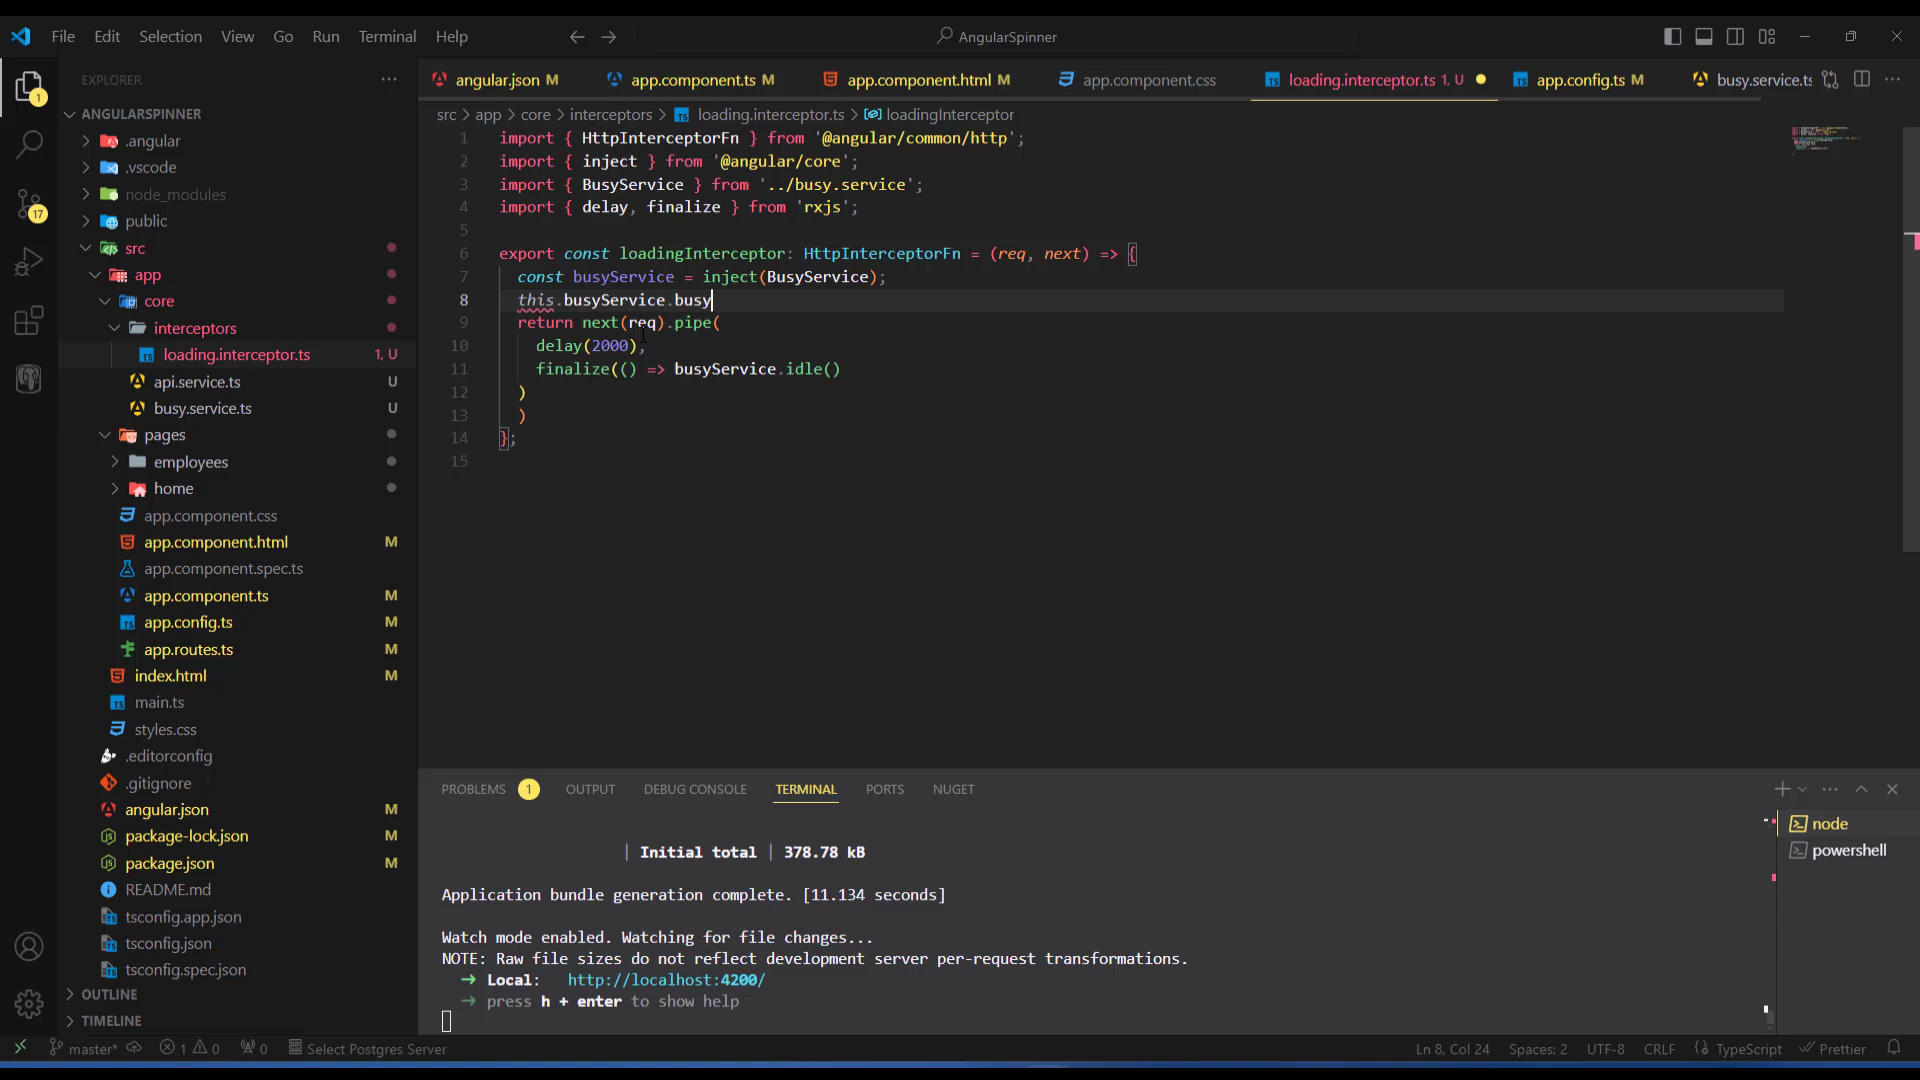 File Edit Selection View Go Run Terminal Help
AngularSpinner
EXPLORER
angular.json M
app.component.ts M
app.component.html M
app.component.css
loading.interceptor.ts 1, U
app.config.ts M
busy.service.ts
src > app > core > interceptors > loading.interceptor.ts > loadingInterceptor
ANGULARSPINNER
.angular
.vscode
node_modules
public
src
app
core
interceptors
loading.interceptor.ts 1, U
api.service.ts U
busy.service.ts U
pages
employees
home
app.component.css
app.component.html M
app.component.spec.ts
app.component.ts M
app.config.ts M
app.routes.ts M
index.html M
main.ts
styles.css
.editorconfig
.gitignore
angular.json M
package-lock.json M
package.json M
README.md
tsconfig.app.json
tsconfig.json
tsconfig.spec.json
OUTLINE
TIMELINE
1
17
1 import { HttpInterceptorFn } from '@angular/common/http';
2 import { inject } from '@angular/core';
3 import { BusyService } from '../busy.service';
4 import { delay, finalize } from 'rxjs';
5
6 export const loadingInterceptor: HttpInterceptorFn = (req, next) => {
7 const busyService = inject(BusyService);
8 this.busyService.busy
9 return next(req).pipe(
10 delay(2000),
11 finalize(() => busyService.idle()
12 )
13 )
14 };
15
PROBLEMS 1 OUTPUT DEBUG CONSOLE TERMINAL PORTS NUGET
| Initial total | 378.78 kB
Application bundle generation complete. [11.134 seconds]
Watch mode enabled. Watching for file changes...
NOTE: Raw file sizes do not reflect development server per-request transformations.
➜ Local: http://localhost:4200/
➜ press h + enter to show help
node
powershell
master* 1 0 0 Select Postgres Server
Ln 8, Col 24 Spaces: 2 UTF-8 CRLF TypeScript Prettier